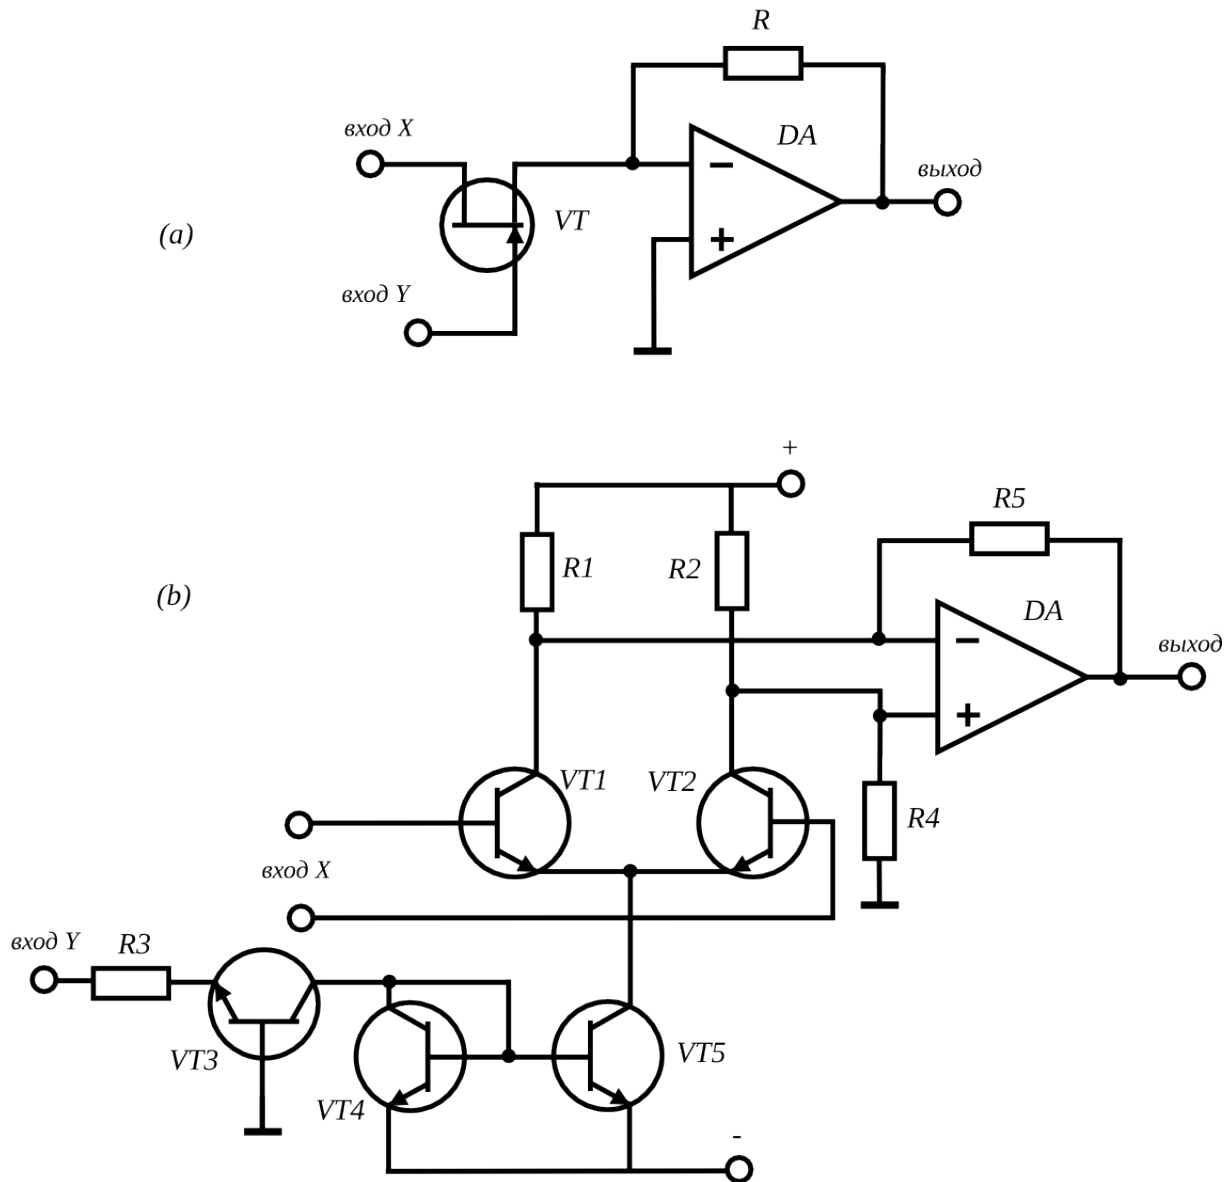 R
вход X
DA
−
+
выход
VT
(a)
вход Y
+
R5
R1
R2
(b)
DA
−
+
выход
VT1
VT2
R4
вход X
вход Y
R3
VT3
VT4
VT5
-